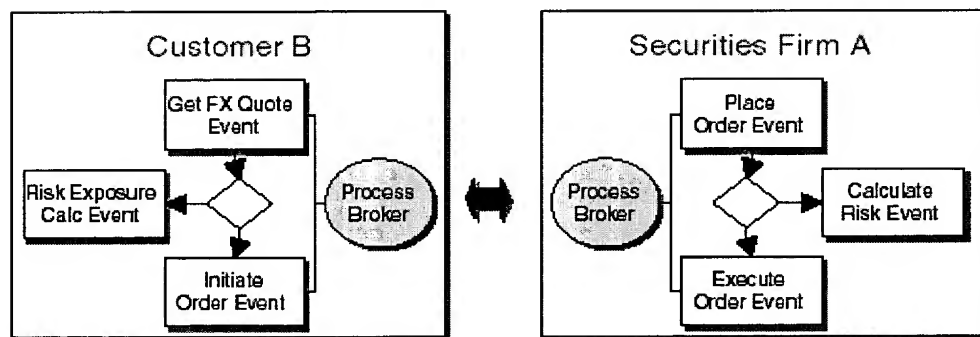 Customer B
Get FX Quote
Event
Risk Exposure
Calc Event
Process
Broker
Initiate
Order Event
Securities Firm A
Place
Order Event
Process
Broker
Calculate
Risk Event
Execute
Order Event